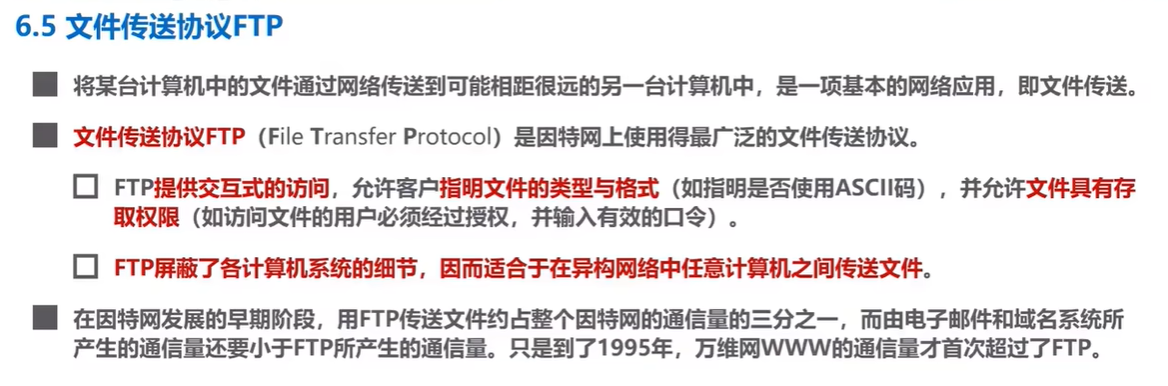 6.5 文件传送协议FTP
将某台计算机中的文件通过网络传送到可能相距很远的另一台计算机中，是一项基本的网络应用，即文件传送。
文件传送协议FTP（File Transfer Protocol）是因特网上使用得最广泛的文件传送协议。
FTP提供交互式的访问，允许客户指明文件的类型与格式（如指明是否使用ASCII码），并允许文件具有存
取权限（如访问文件的用户必须经过授权，并输入有效的口令）。
FTP屏蔽了各计算机系统的细节，因而适合于在异构网络中任意计算机之间传送文件。
在因特网发展的早期阶段，用FTP传送文件约占整个因特网的通信量的三分之一，而由电子邮件和域名系统所
产生的通信量还要小于FTP所产生的通信量。只是到了1995年，万维网WWW的通信量才首次超过了FTP。